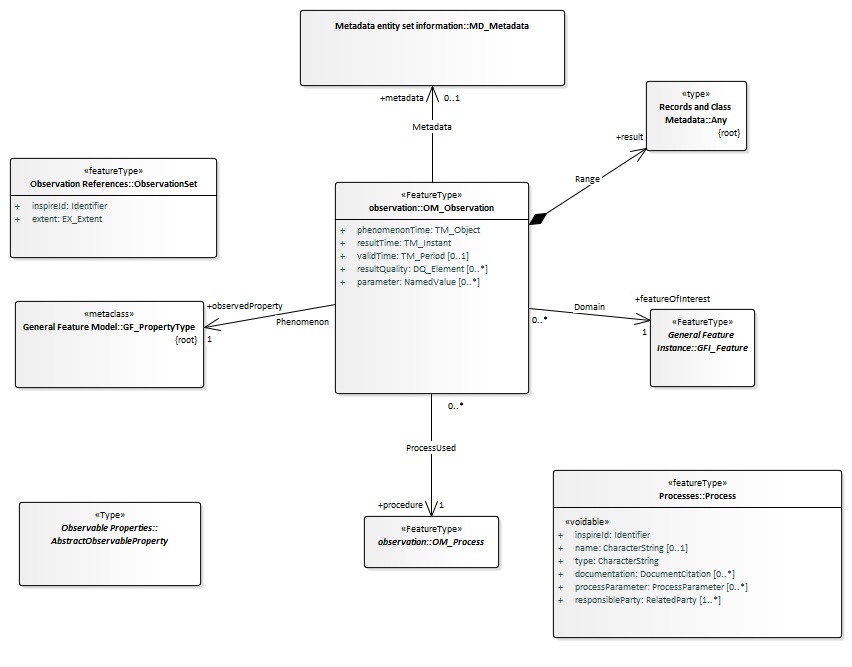 Metadata entity set information::MD_Metadata
+metadata 0..1
Metadata
«type»
Records and Class
Metadata::Any
{root}
+result
Range
«featureType»
Observation References::ObservationSet
+ inspireId: Identifier
+ extent: EX_Extent
«FeatureType»
observation::OM_Observation
+ phenomenonTime: TM_Object
+ resultTime: TM_Instant
+ validTime: TM_Period [0..1]
+ resultQuality: DQ_Element [0..*]
+ parameter: NamedValue [0..*]
«metaclass»
General Feature Model::GF_PropertyType
{root}
+observedProperty
Phenomenon
1
Domain
+featureOfInterest
0..*
1
«FeatureType»
General Feature
Instance::GFI_Feature
0..*
ProcessUsed
+procedure 1
«FeatureType»
observation::OM_Process
«Type»
Observable Properties::
AbstractObservableProperty
«featureType»
Processes::Process
«voidable»
+ inspireId: Identifier
+ name: CharacterString [0..1]
+ type: CharacterString
+ documentation: DocumentCitation [0..*]
+ processParameter: ProcessParameter [0..*]
+ responsibleParty: RelatedParty [1..*]